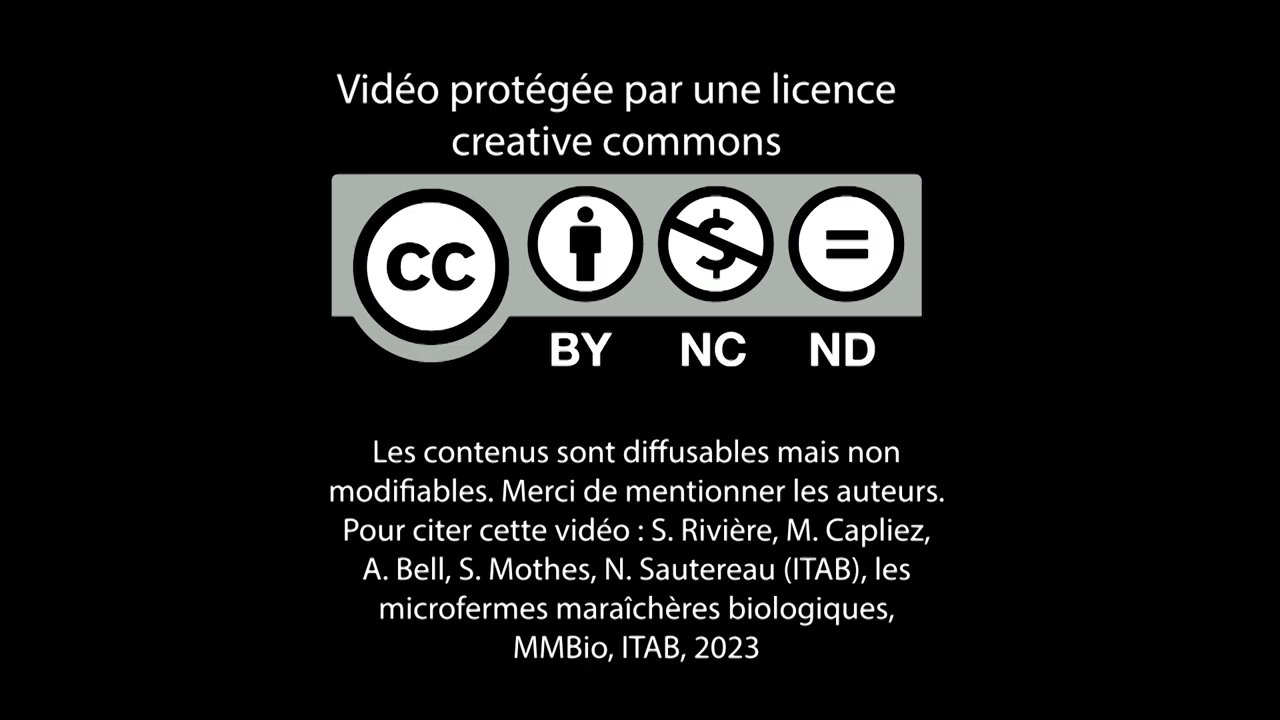 Vidéo protégée par une licence
creative commons
cc
BY NC ND
Les contenus sont diffusables mais non
modifiables. Merci de mentionner les auteurs.
Pour citer cette vidéo : S. Rivière, M. Capliez,
A. Bell, S. Mothes, N. Sautereau (ITAB), les
microfermes maraîchères biologiques,
MMBio, ITAB, 2023